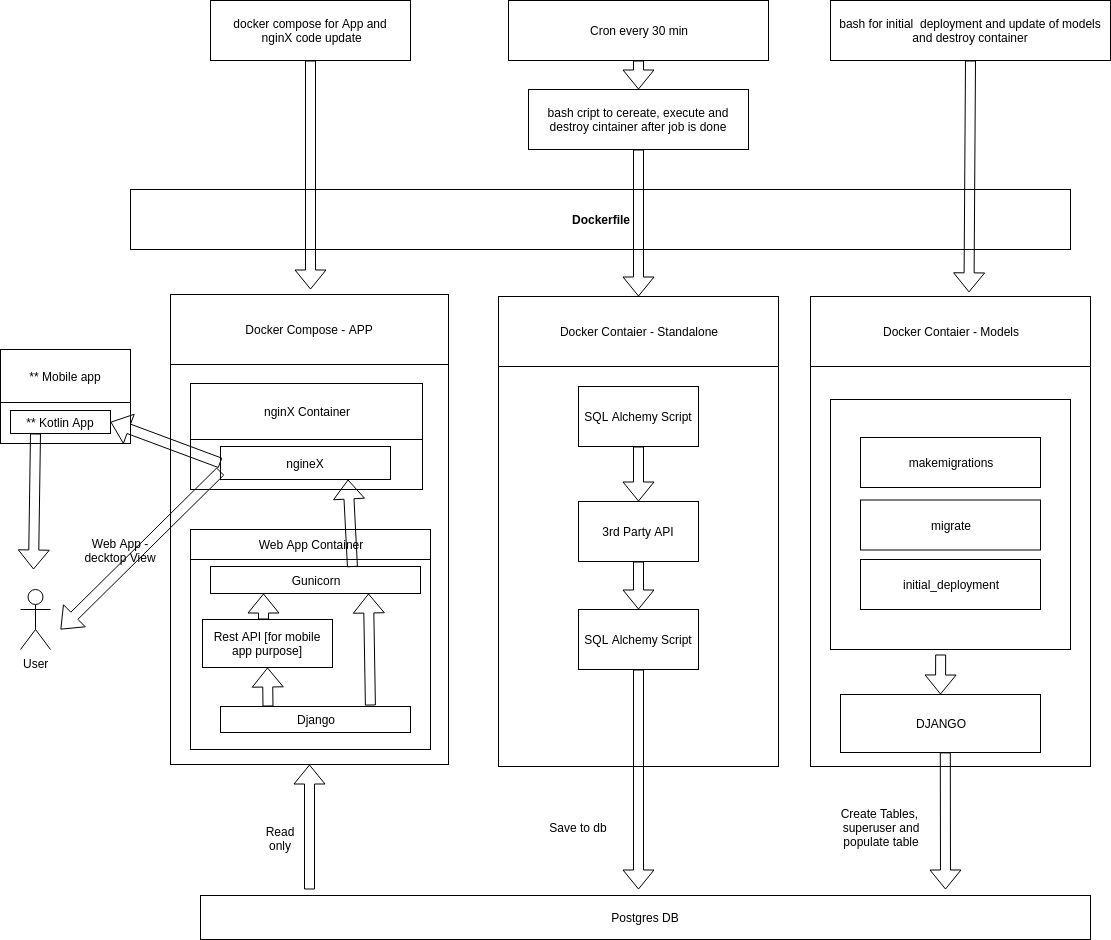 docker compose for App and
nginX code update
Cron every 30 min
bash for initial  deployment and update of models
and destroy container
bash cript to cereate, execute and
destroy cintainer after job is done
Dockerfile
Docker Compose - APP
Docker Contaier - Standalone
Docker Contaier - Models
** Mobile app
** Kotlin App
nginX Container
ngineX
SQL Alchemy Script
3rd Party API
SQL Alchemy Script
makemigrations
migrate
initial_deployment
Web App -
decktop View
Web App Container
Gunicorn
Rest API [for mobile
app purpose]
Django
User
DJANGO
Read
only
Save to db
Create Tables,
superuser and
populate table
Postgres DB